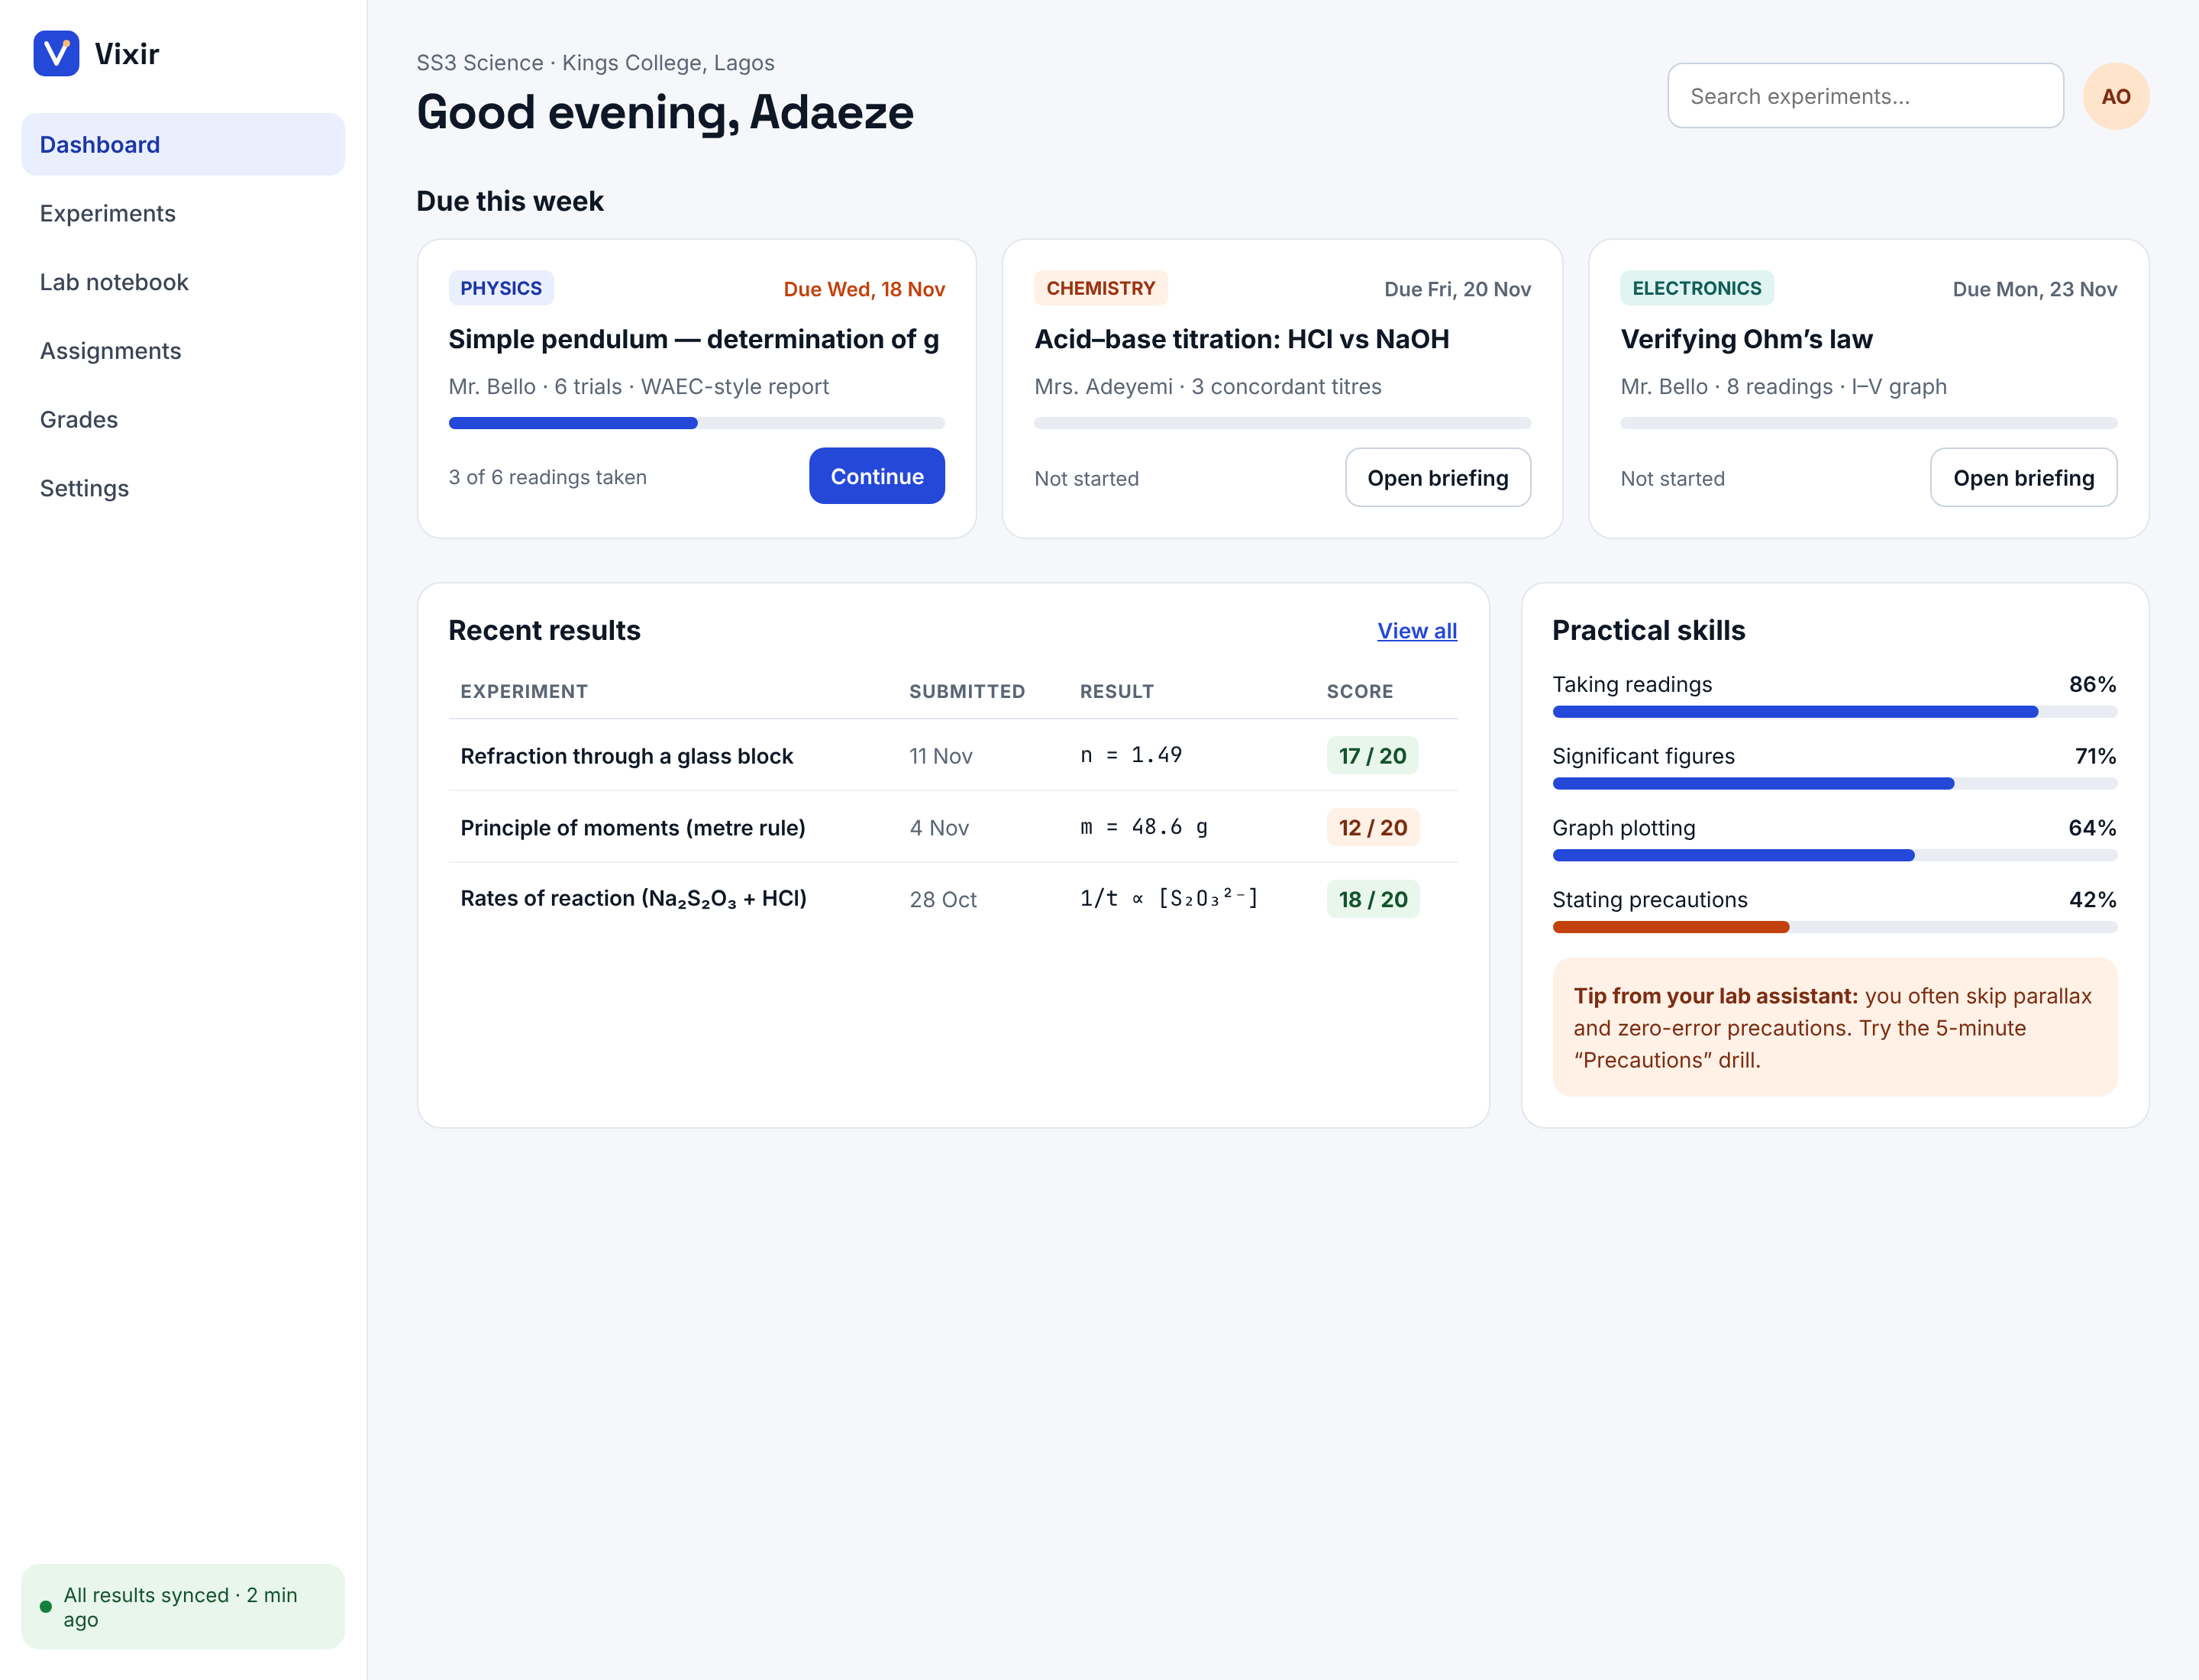 Vixir
Dashboard
Experiments
Lab notebook
Assignments
Grades
Settings
All results synced · 2 min
ago
SS3 Science · Kings College, Lagos
Good evening, Adaeze
Search experiments...
AO
Due this week
PHYSICS
Due Wed, 18 Nov
Simple pendulum — determination of g
Mr. Bello · 6 trials · WAEC-style report
3 of 6 readings taken
Continue
CHEMISTRY
Due Fri, 20 Nov
Acid–base titration: HCl vs NaOH
Mrs. Adeyemi · 3 concordant titres
Not started
Open briefing
ELECTRONICS
Due Mon, 23 Nov
Verifying Ohm’s law
Mr. Bello · 8 readings · I–V graph
Not started
Open briefing
Recent results
View all
EXPERIMENT SUBMITTED RESULT SCORE
Refraction through a glass block 11 Nov n = 1.49 17 / 20
Principle of moments (metre rule) 4 Nov m = 48.6 g 12 / 20
Rates of reaction (Na₂S₂O₃ + HCl) 28 Oct 1/t ∝ [S₂O₃²⁻] 18 / 20
Practical skills
Taking readings 86%
Significant figures 71%
Graph plotting 64%
Stating precautions 42%
Tip from your lab assistant: you often skip parallax
and zero-error precautions. Try the 5-minute
“Precautions” drill.